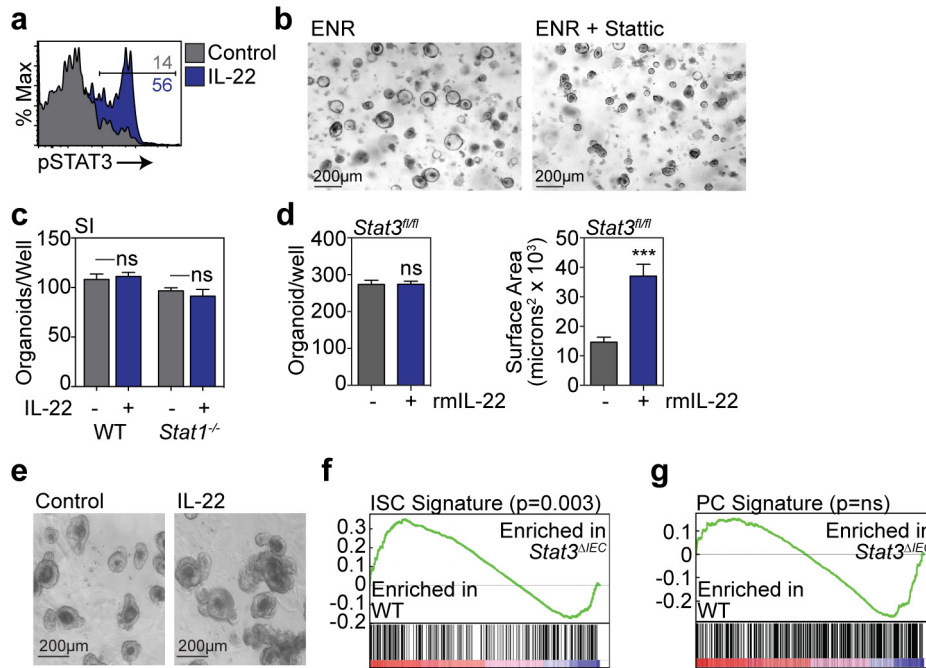 a
% Max
14
56
pSTAT3
Control
IL-22
b
ENR
ENR + Stattic
200µm
200µm
c
SI
Organoids/Well
150
100
50
0
ns
ns
IL-22
- + - +
WT
Stat1-/-
d
Stat3fl/fl
Organoid/well
400
300
200
100
0
ns
- + rmIL-22
Stat3fl/fl
Surface Area
(microns² x 10³)
50
40
30
20
10
0
***
- + rmIL-22
e
Control
IL-22
200µm
200µm
f
ISC Signature (p=0.003)
0.3
0.2
0.1
0
-0.1
-0.2
Enriched in
Stat3ΔIEC
Enriched in
WT
g
PC Signature (p=ns)
0.1
0
-0.1
-0.2
Enriched in
Stat3ΔIEC
Enriched in
WT